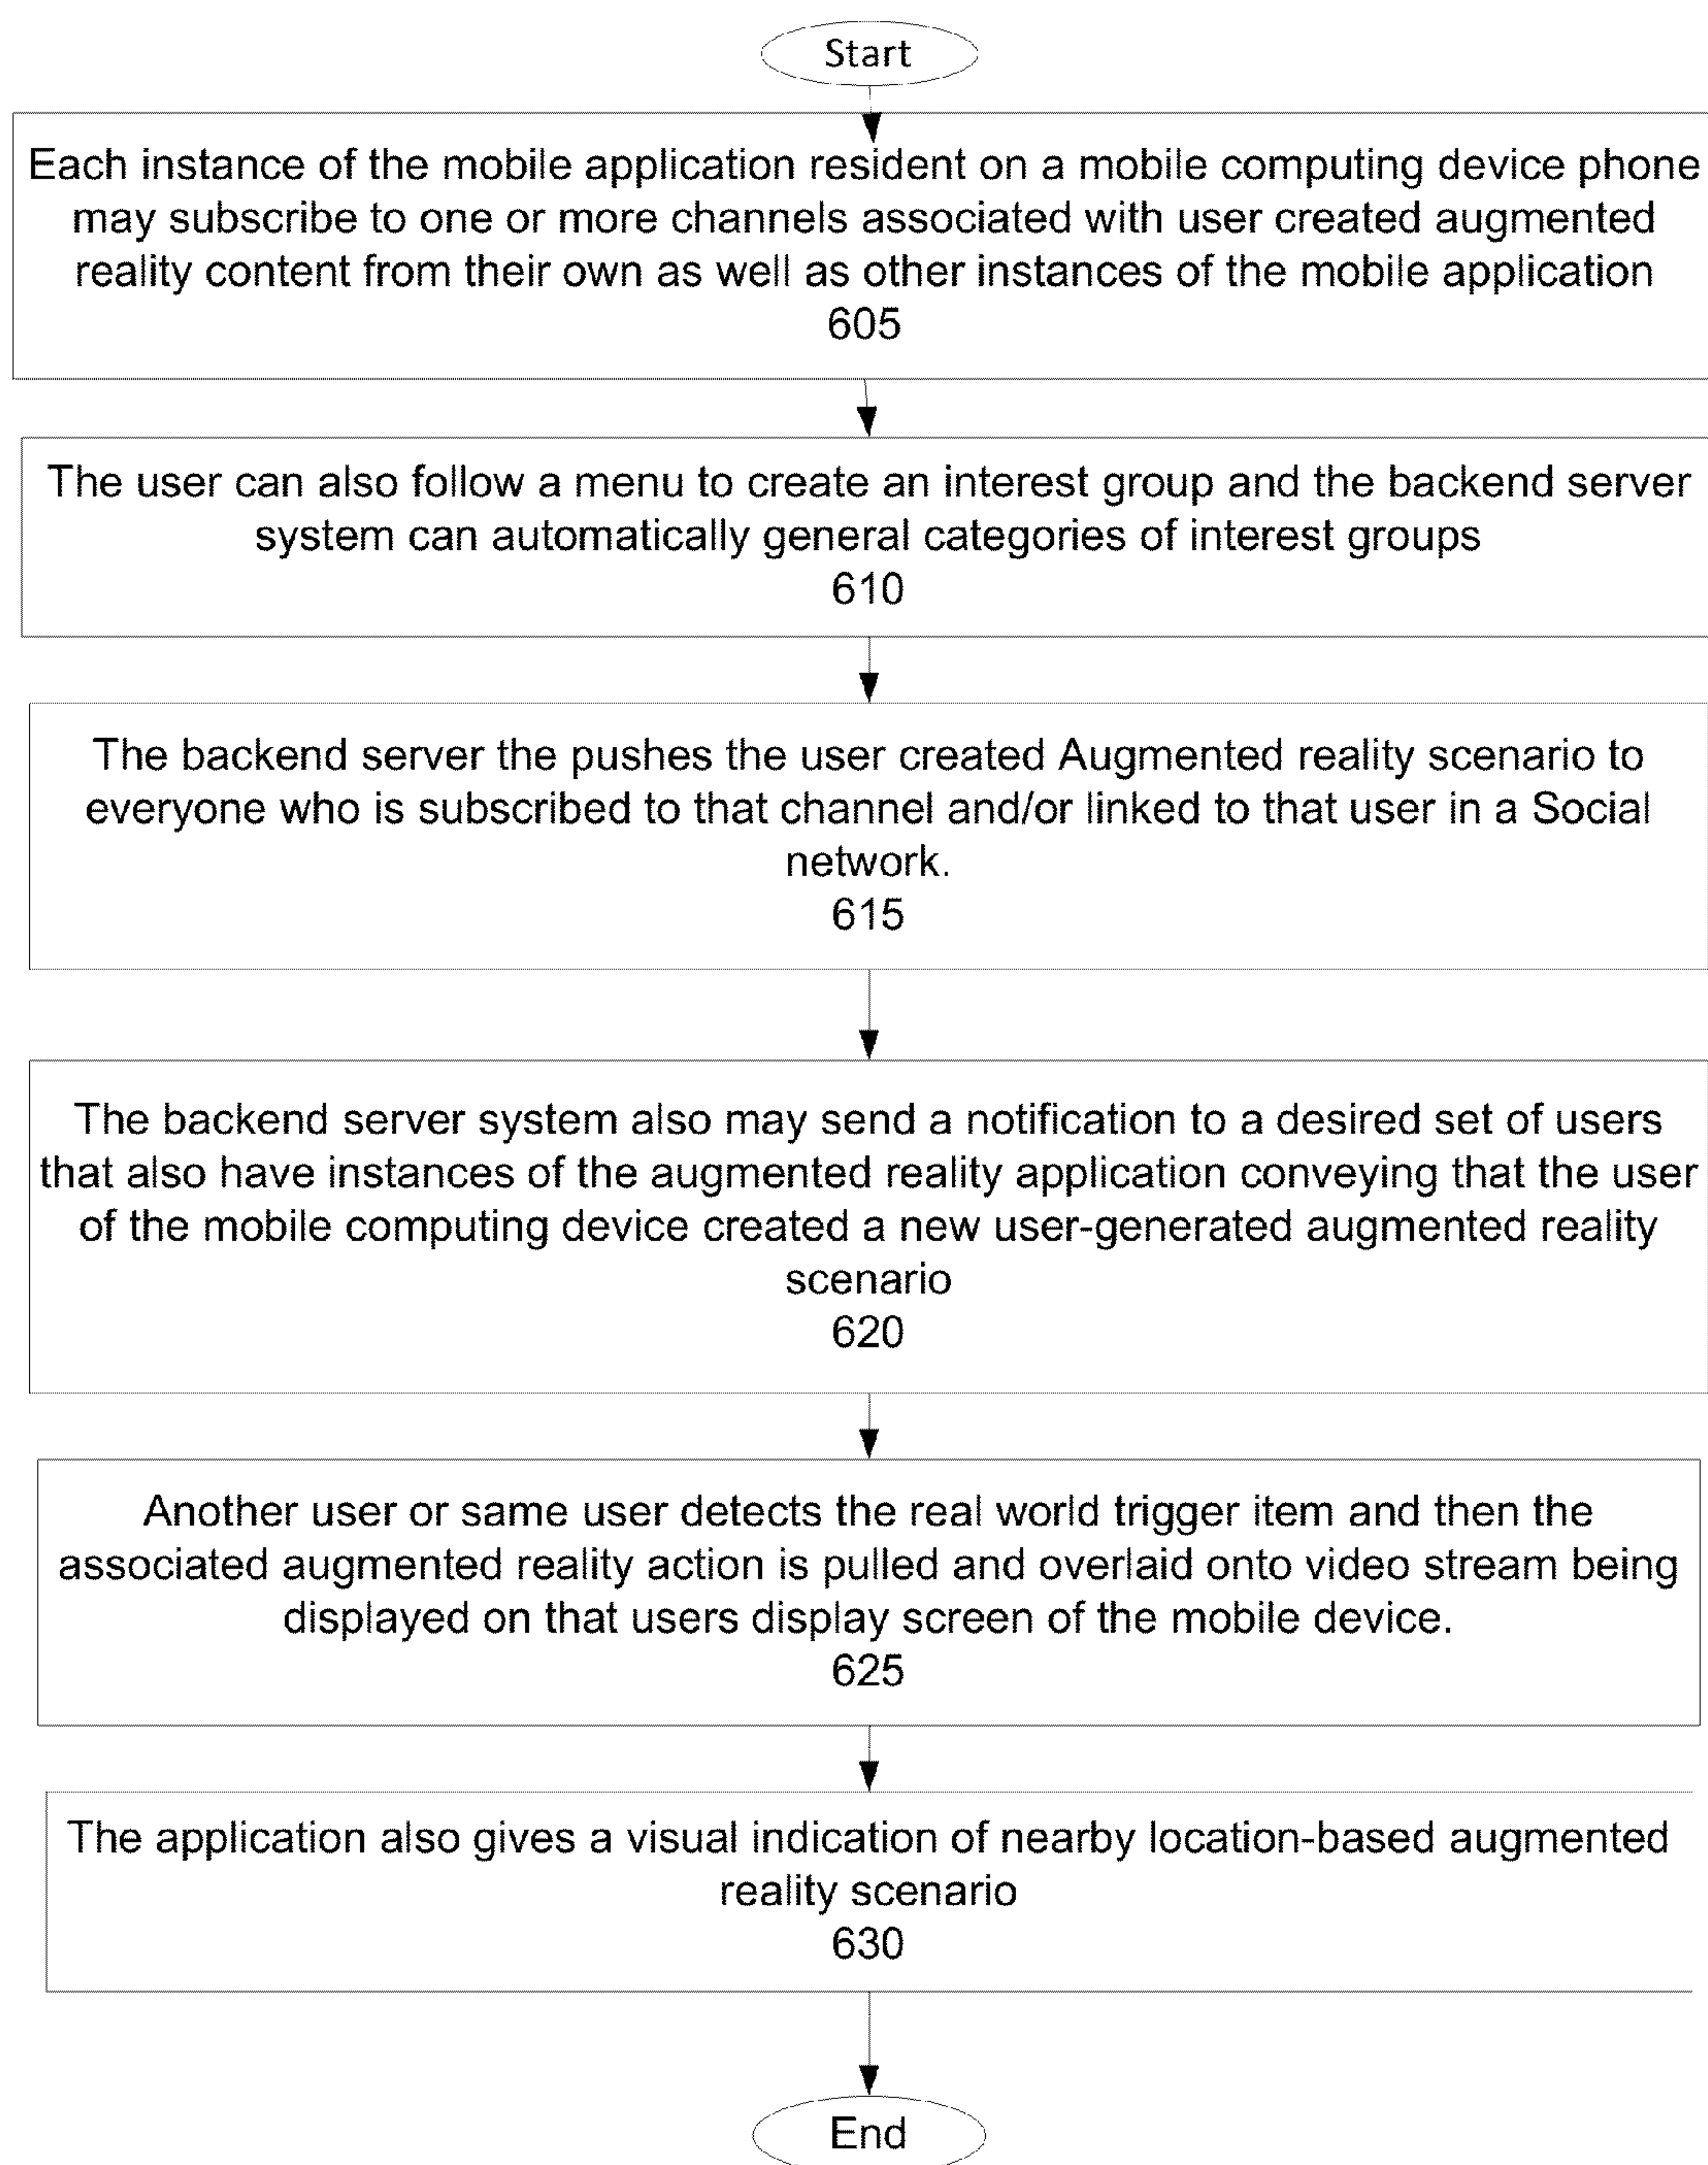 Start
Each instance of the mobile application resident on a mobile computing device phone
may subscribe to one or more channels associated with user created augmented
reality content from their own as well as other instances of the mobile application
605
The user can also follow a menu to create an interest group and the backend server
system can automatically general categories of interest groups
610
The backend server the pushes the user created Augmented reality scenario to
everyone who is subscribed to that channel and/or linked to that user in a Social
network.
615
The backend server system also may send a notification to a desired set of users
that also have instances of the augmented reality application conveying that the user
of the mobile computing device created a new user-generated augmented reality
scenario
620
Another user or same user detects the real world trigger item and then the
associated augmented reality action is pulled and overlaid onto video stream being
displayed on that users display screen of the mobile device.
625
The application also gives a visual indication of nearby location-based augmented
reality scenario
630
End